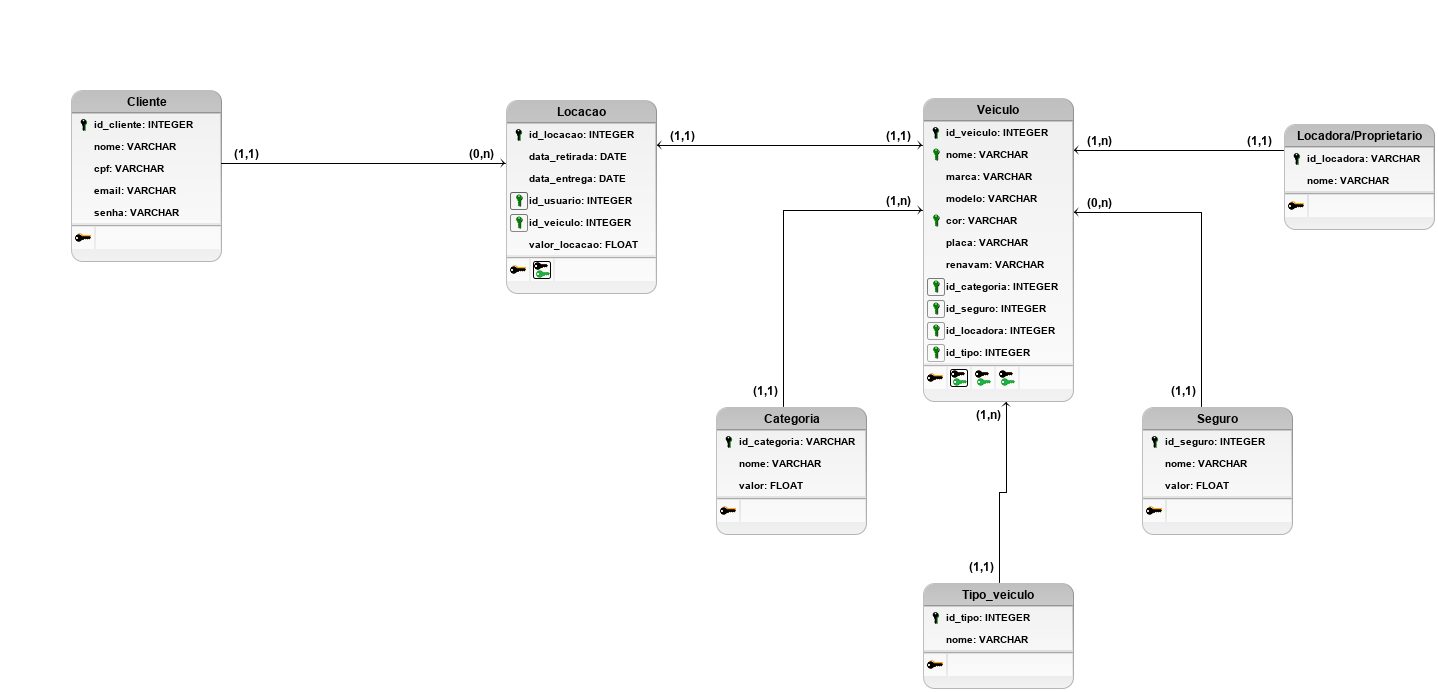 Cliente
id_cliente: INTEGER
nome: VARCHAR
cpf: VARCHAR
email: VARCHAR
senha: VARCHAR
(1,1)
(0,n)
Locacao
id_locacao: INTEGER
data_retirada: DATE
data_entrega: DATE
id_usuario: INTEGER
id_veiculo: INTEGER
valor_locacao: FLOAT
(1,1)
(1,1)
Veiculo
id_veiculo: INTEGER
nome: VARCHAR
marca: VARCHAR
modelo: VARCHAR
cor: VARCHAR
placa: VARCHAR
renavam: VARCHAR
id_categoria: INTEGER
id_seguro: INTEGER
id_locadora: INTEGER
id_tipo: INTEGER
(1,n)
(1,1)
Locadora/Proprietario
id_locadora: VARCHAR
nome: VARCHAR
(1,n)
(1,1)
Categoria
id_categoria: VARCHAR
nome: VARCHAR
valor: FLOAT
(0,n)
(1,1)
Seguro
id_seguro: INTEGER
nome: VARCHAR
valor: FLOAT
(1,n)
(1,1)
Tipo_veiculo
id_tipo: INTEGER
nome: VARCHAR